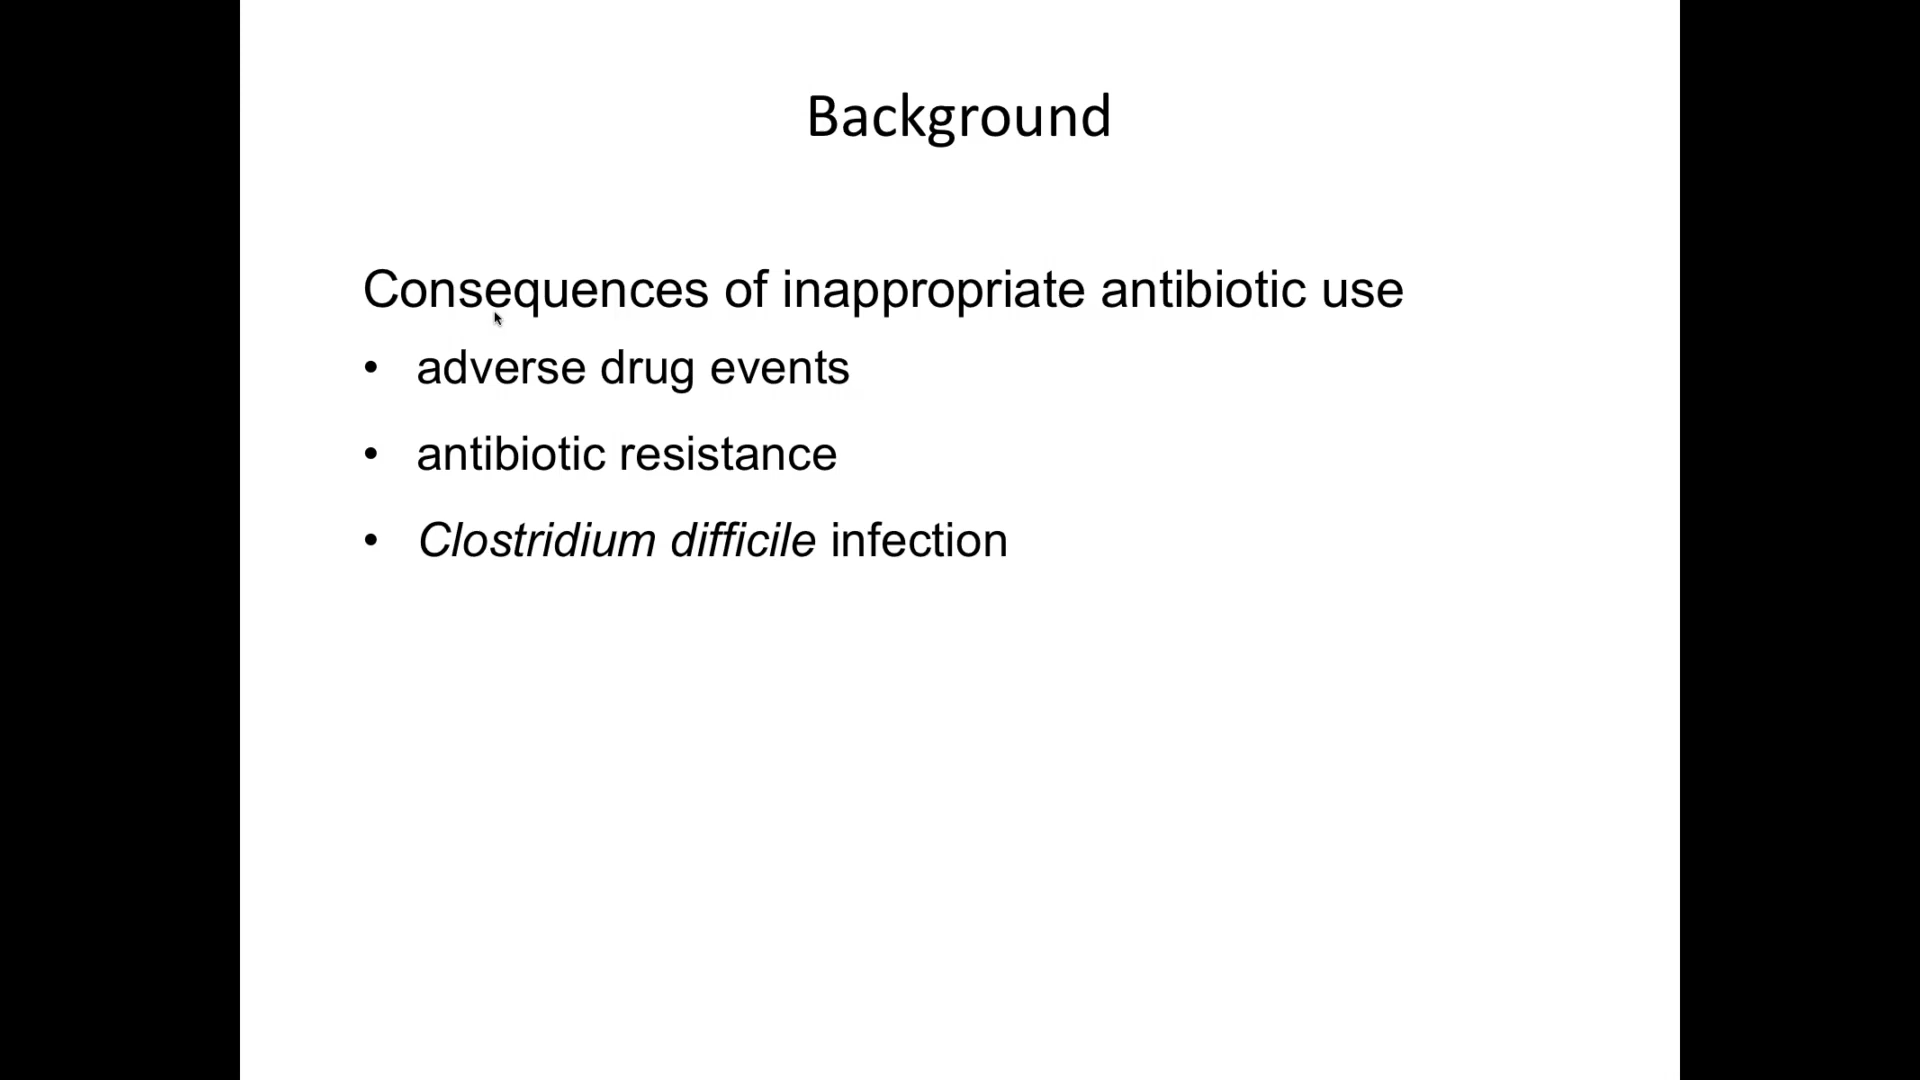 Background
Consequences of inappropriate antibiotic use
• adverse drug events
• antibiotic resistance
• Clostridium difficile infection